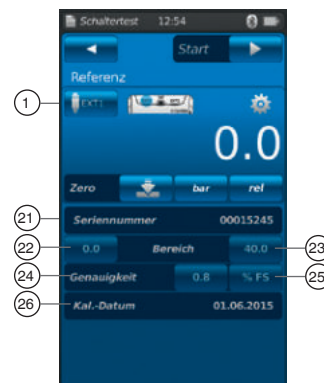 Schaltertest 12:54
Start
Referenz
1 EXT1
0.0
Zero bar rel
21 Seriennummer 00015245
22 0.0 Bereich 40.0 23
24 Genauigkeit 0.8 % FS 25
26 Kal.-Datum 01.06.2015